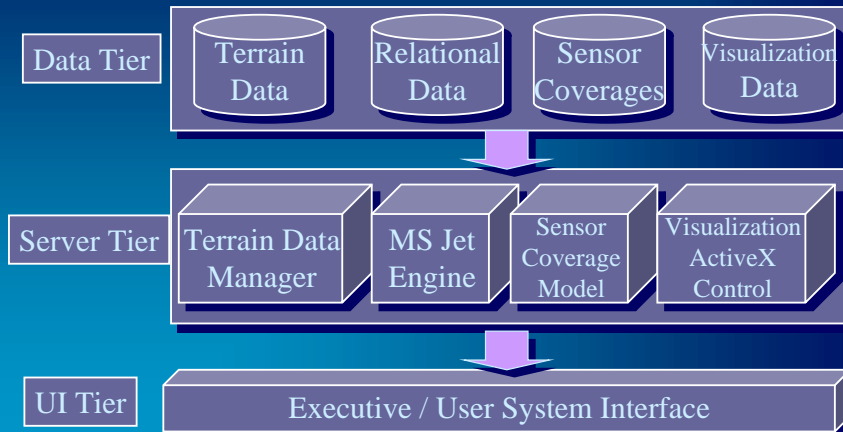 Data Tier
Terrain
Data
Relational
Data
Sensor
Coverages
Visualization
Data
Server Tier
Terrain Data
Manager
MS Jet
Engine
Sensor
Coverage
Model
Visualization
ActiveX
Control
UI Tier
Executive / User System Interface